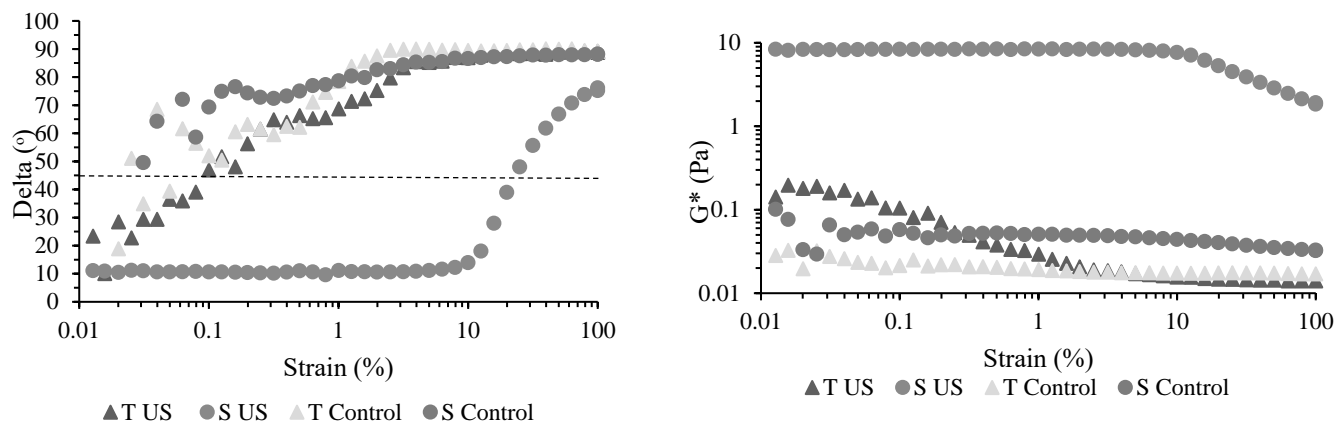 100
90
80
70
60
50
40
30
20
10
0
Delta (º)
0.01 0.1 1 10 100
Strain (%)
T US S US T Control S Control
10
1
0.1
0.01
G* (Pa)
0.01 0.1 1 10 100
Strain (%)
T US S US T Control S Control